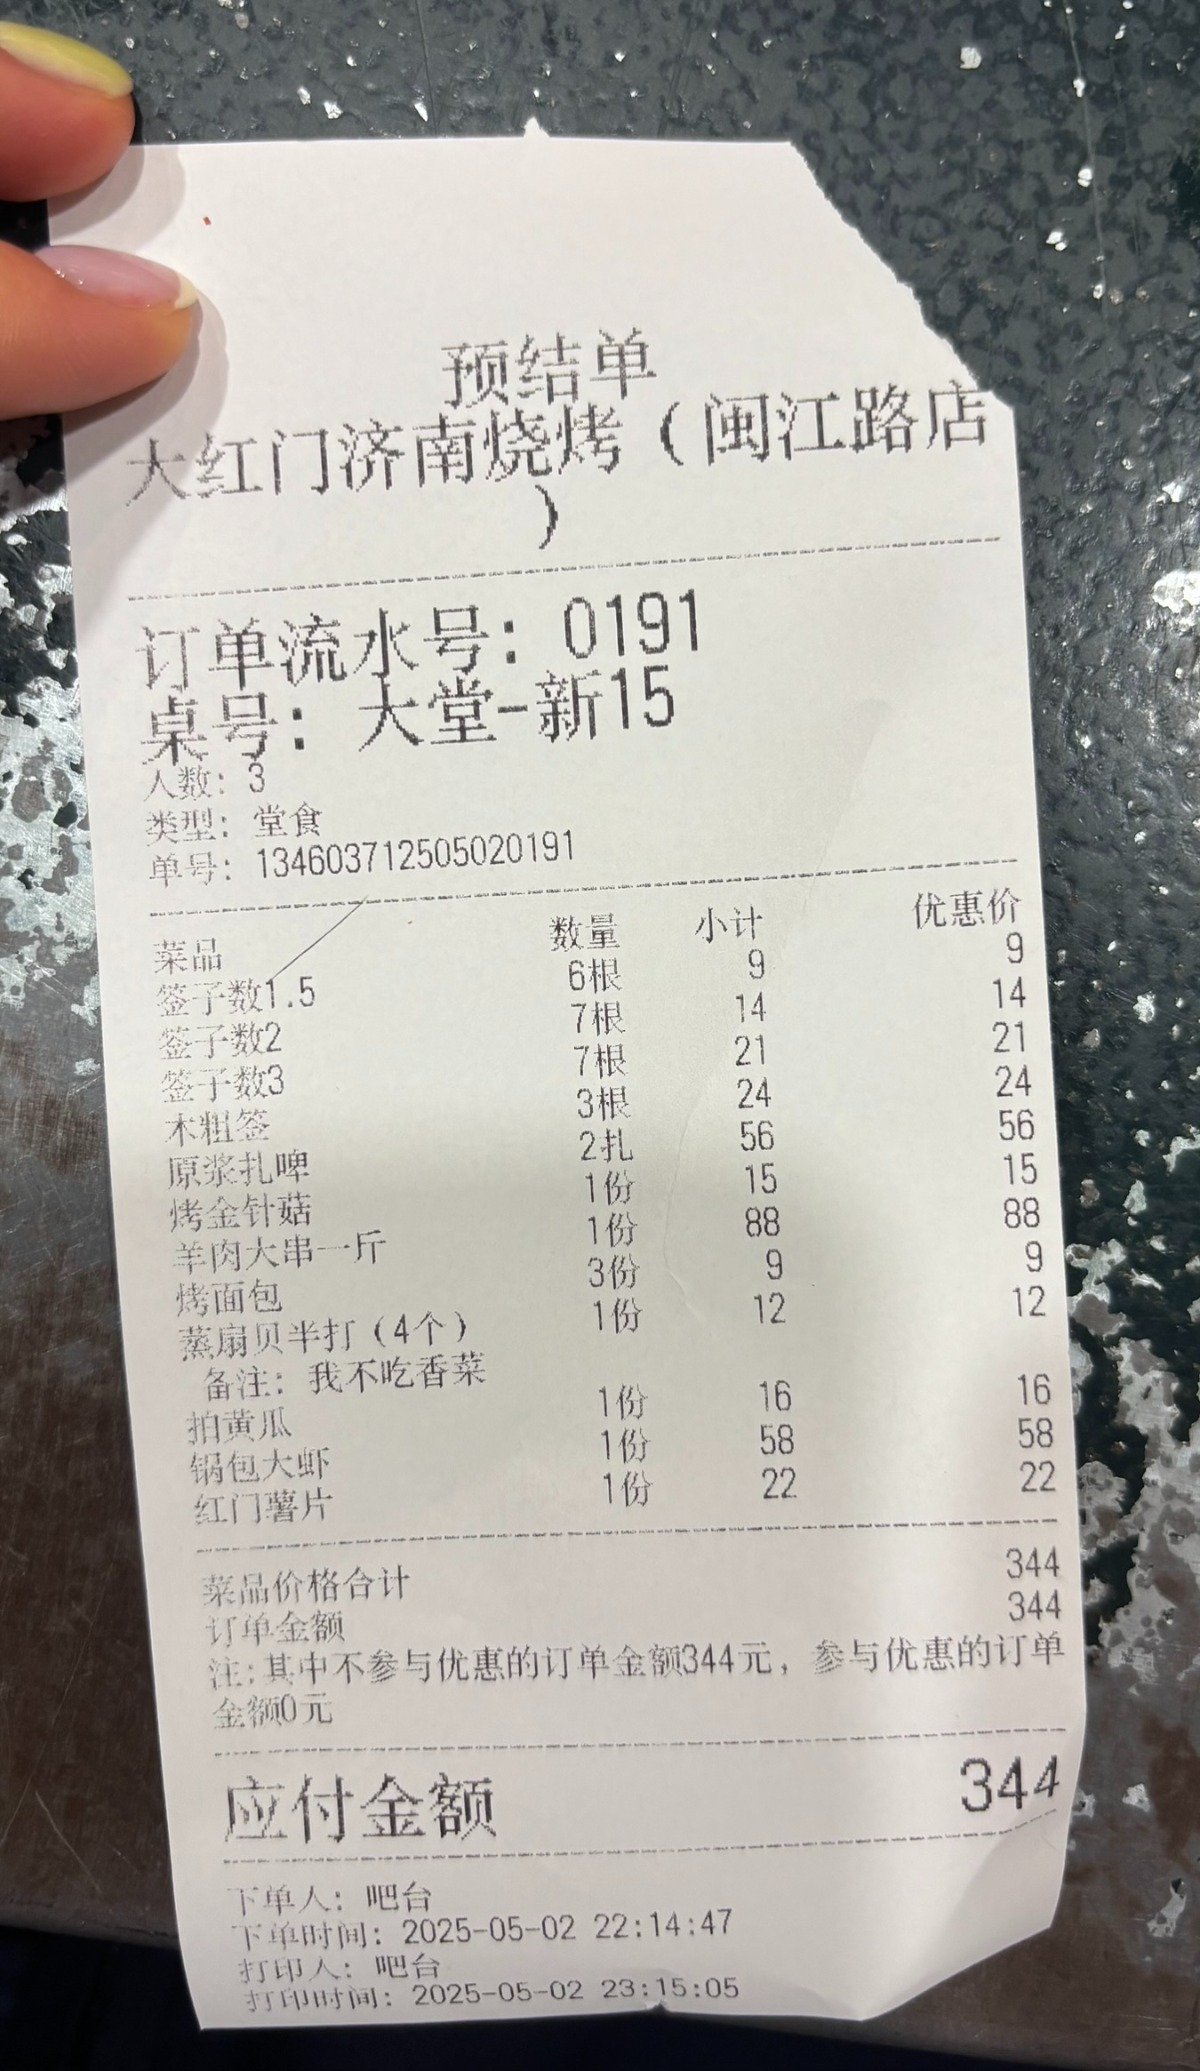 预结单
大红门济南烧烤（闽江路店
）
订单流水号：0191
桌号：大堂-新15
人数：3
类型：堂食
单号：134603712505020191
菜品 数量 小计 优惠价
签子数1.5 6根 9 9
签子数2 7根 14 14
签子数3 7根 21 21
木粗签 3根 24 24
原浆扎啤 2扎 56 56
烤金针菇 1份 15 15
羊肉大串一斤 1份 88 88
烤面包 3份 9 9
蒸扇贝半打（4个） 1份 12 12
备注：我不吃香菜
拍黄瓜 1份 16 16
锅包大虾 1份 58 58
红门薯片 1份 22 22
菜品价格合计 344
订单金额 344
注：其中不参与优惠的订单金额344元，参与优惠的订单
金额0元
应付金额 344
下单人：吧台
下单时间：2025-05-02 22:14:47
打印人：吧台
打印时间：2025-05-02 23:15:05